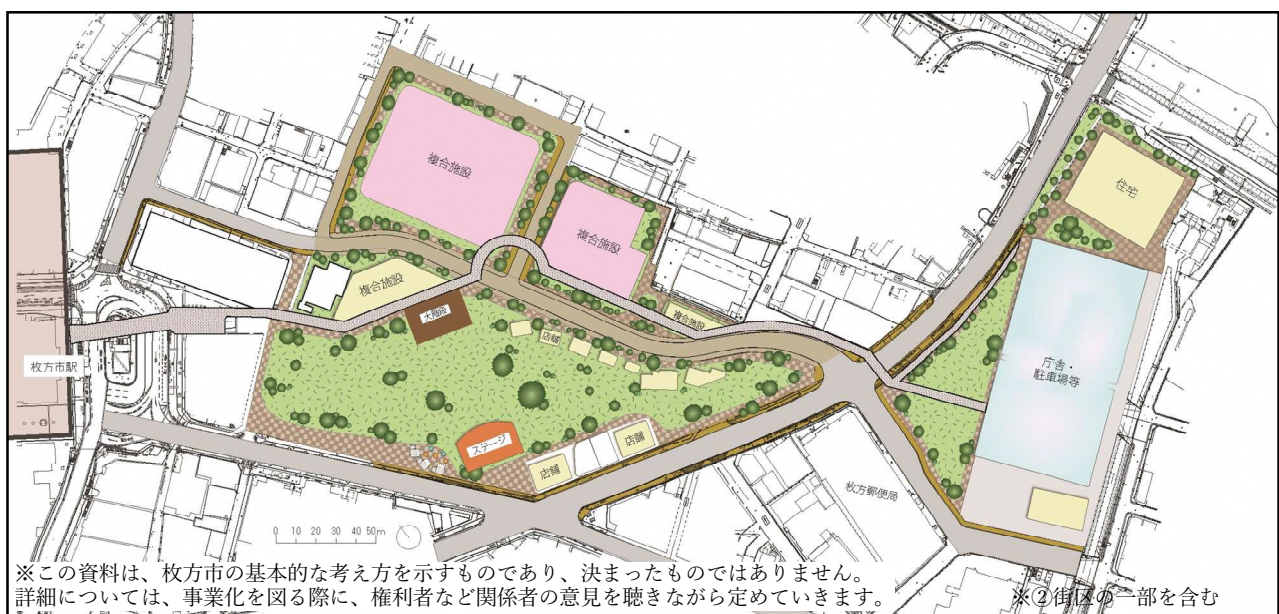 複合施設
住宅
複合施設
複合施設
大階段
複合施設
店舗
枚方市駅
庁舎・
駐車場等
ステージ
店舗
店舗
枚方郵便局
0 10 20 30 40 50m
※この資料は、枚方市の基本的な考え方を示すものであり、決まったものではありません。
詳細については、事業化を図る際に、権利者など関係者の意見を聴きながら定めていきます。
※②街区の一部を含む